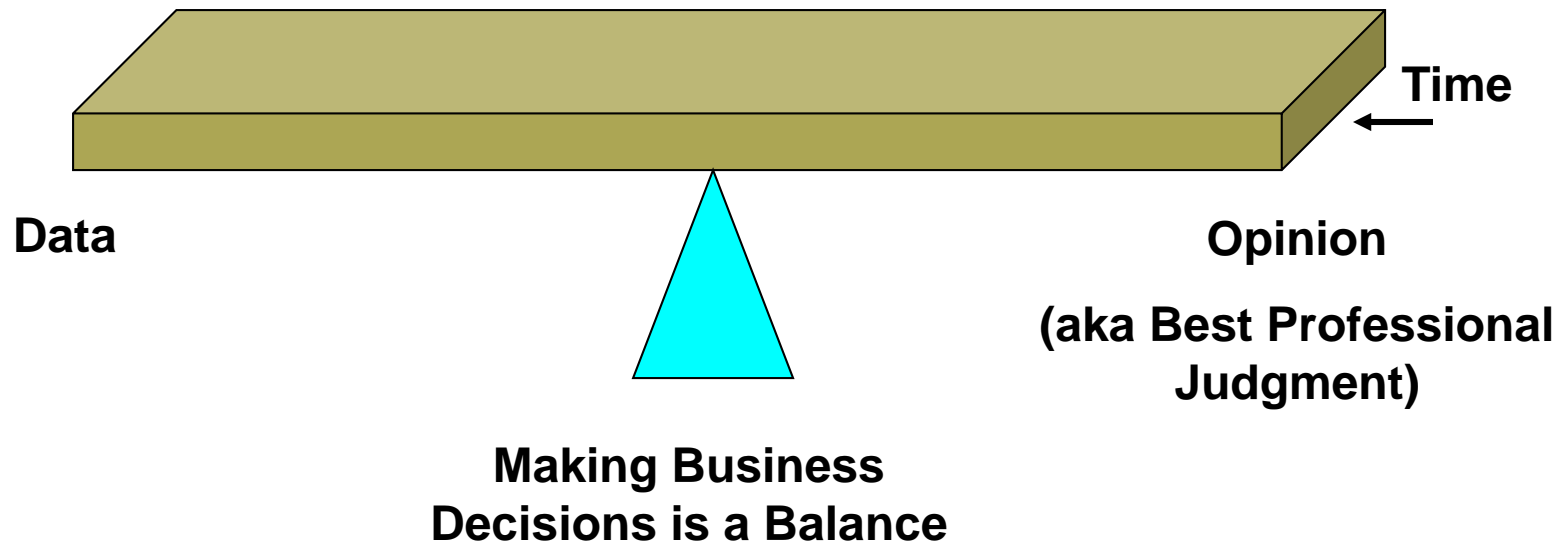 Time
Data
Opinion
(aka Best Professional
Judgment)
Making Business
Decisions is a Balance